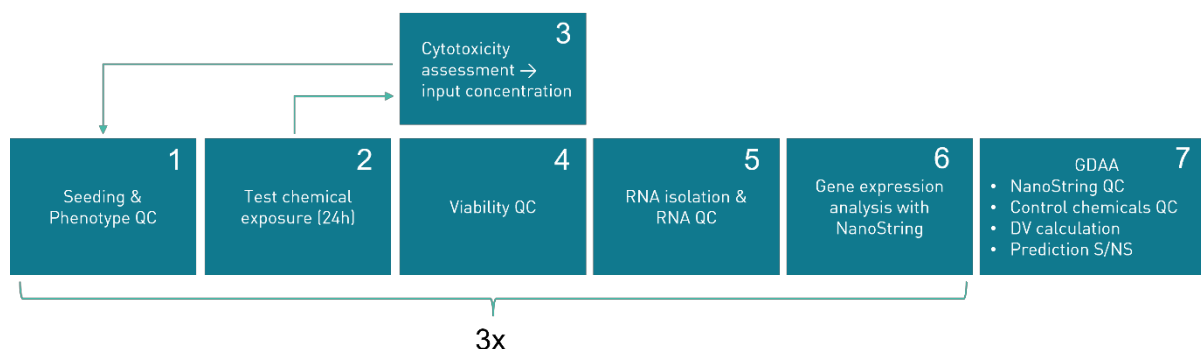 3
Cytotoxicity
assessment →
input concentration
1
Seeding &
Phenotype QC
2
Test chemical
exposure (24h)
4
Viability QC
5
RNA isolation &
RNA QC
6
Gene expression
analysis with
NanoString
7
GDAA
• NanoString QC
• Control chemicals QC
• DV calculation
• Prediction S/NS
3x